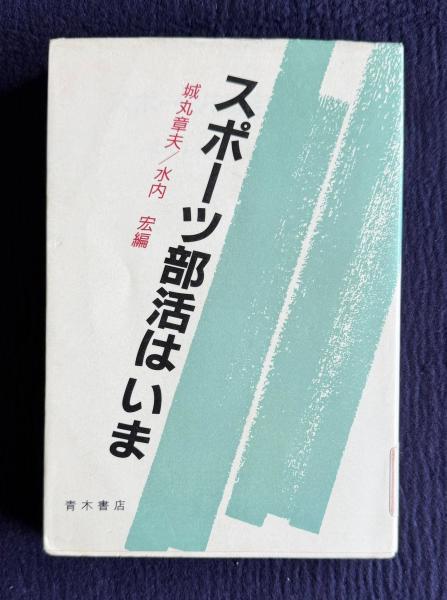 スポーツ部活はいま
城丸章夫／水内 宏編
青木書店